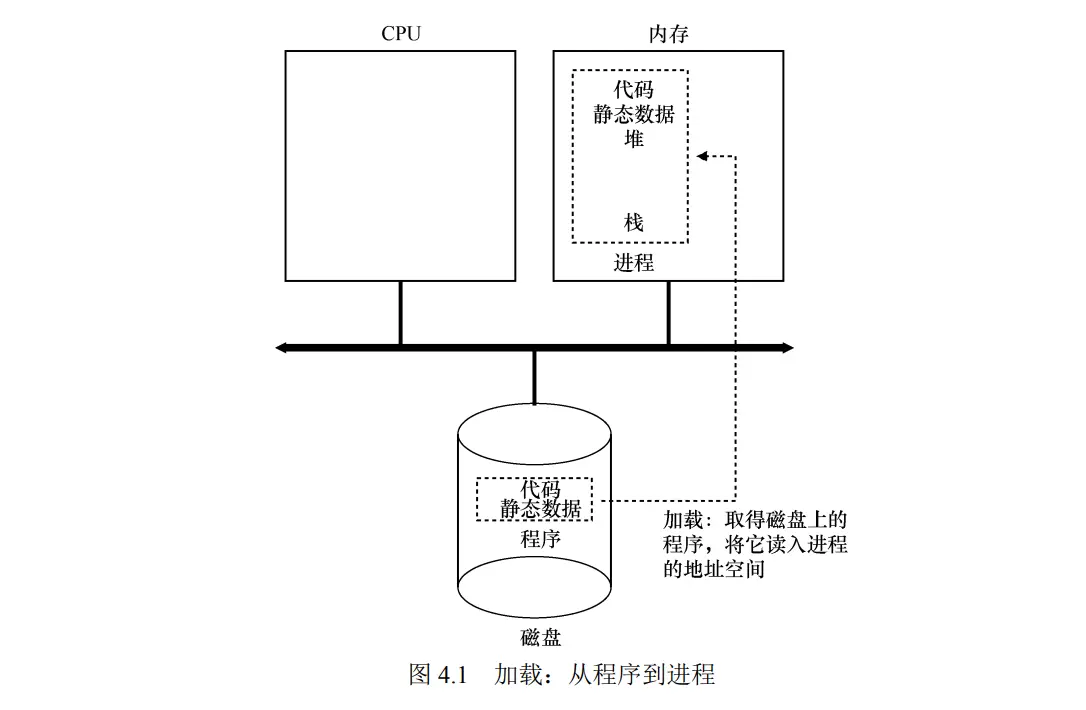 CPU
内存
代码
静态数据
堆
栈
进程
代码
静态数据
程序
加载：取得磁盘上的
程序，将它读入进程
的地址空间
磁盘
图 4.1 加载：从程序到进程